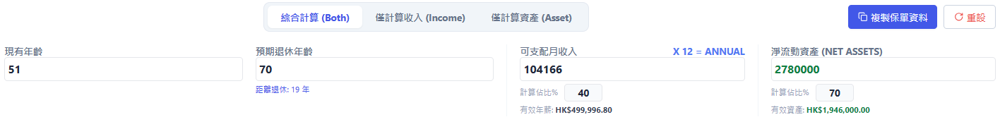 綜合計算 (Both) 僅計算收入 (Income) 僅計算資產 (Asset) 複製保單資料 重設
現有年齡 預期退休年齡 可支配月收入 X 12 = ANNUAL 淨流動資產 (NET ASSETS)
51 70 104166 2780000
距離退休: 19 年 計算佔比% 40 計算佔比% 70
有效年薪: HK$499,996.80 有效資產: HK$1,946,000.00